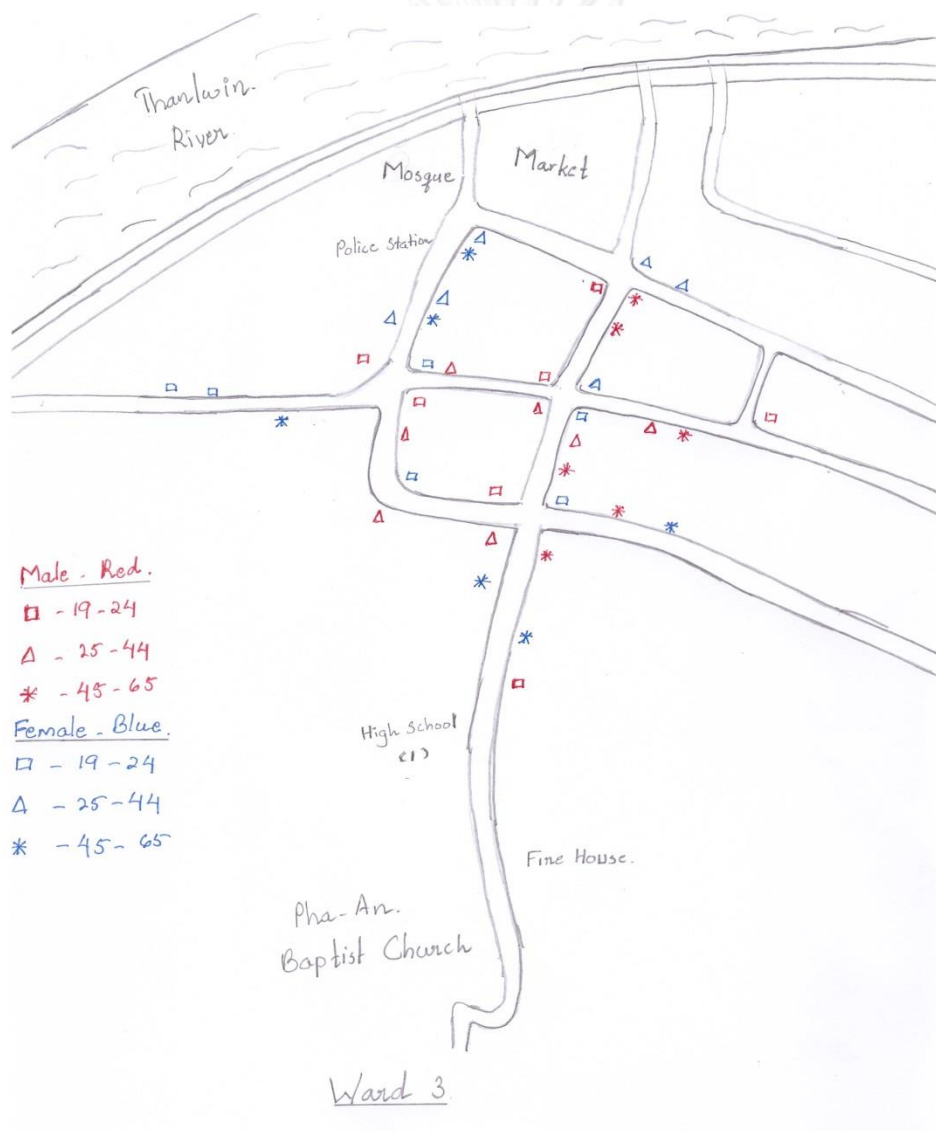 Thanlwin
River
Mosque
Market
Police Station
Male - Red.
- 19 - 24
- 25 - 44
- 45 - 65
Female - Blue.
- 19 - 24
- 25 - 44
- 45 - 65
High School
(1)
Fire House.
Pha-An.
Baptist Church
Ward 3